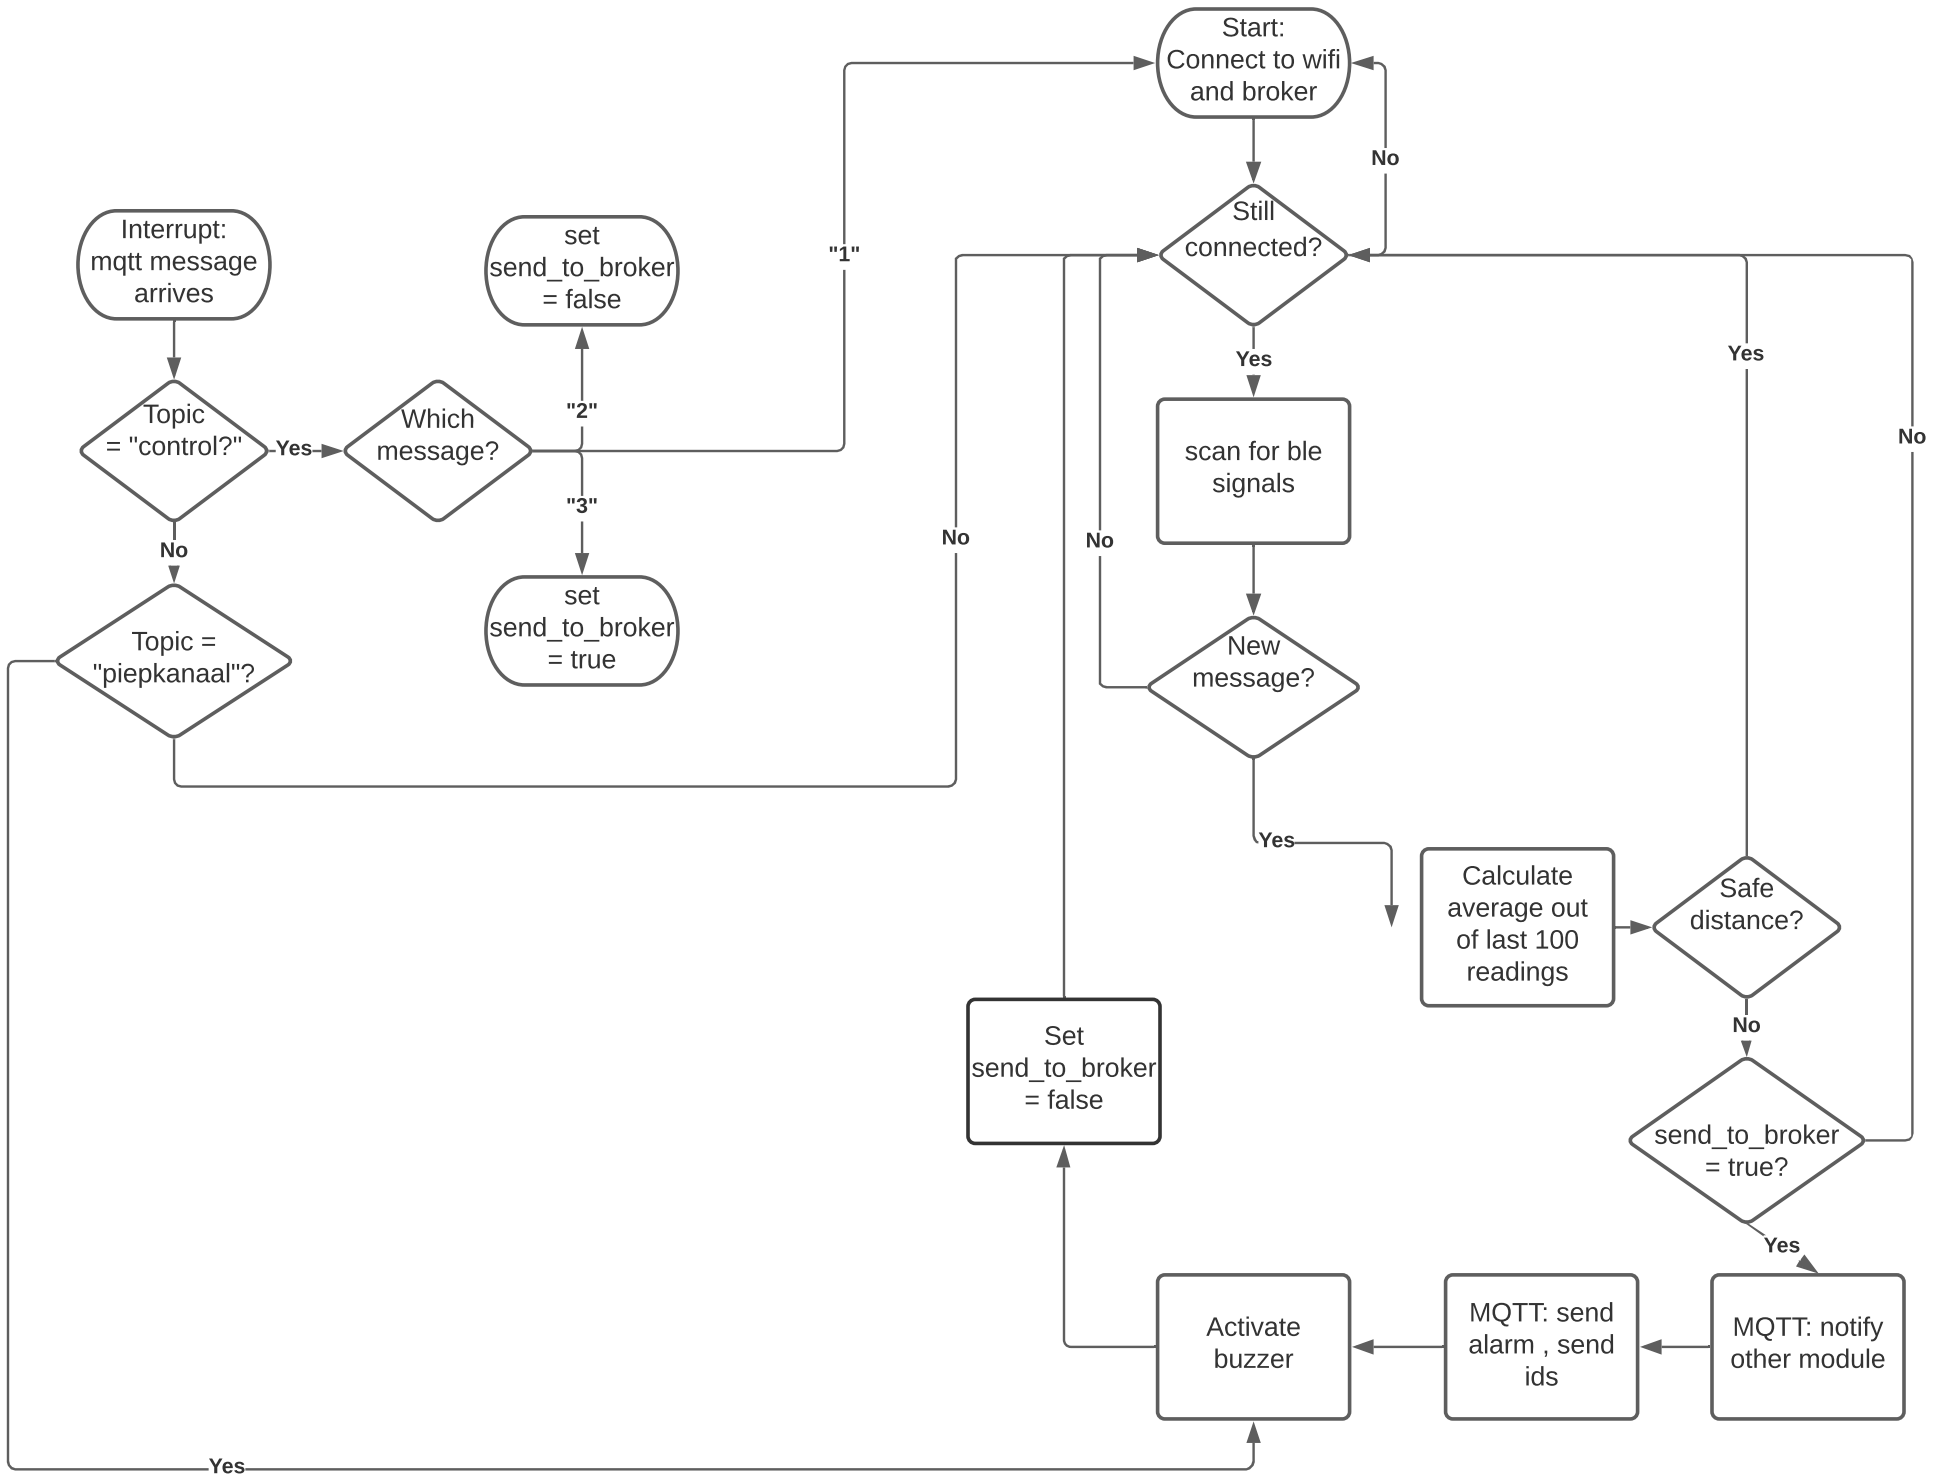 Start:
Connect to wifi
and broker
No
Still
connected?
Interrupt:
mqtt message
arrives
set
send_to_broker
= false
"1"
Yes
Yes
Topic
= "control?"
Yes
Which
message?
"2"
"3"
No
scan for ble
signals
No
No
No
Topic =
"piepkanaal"?
set
send_to_broker
= true
New
message?
Yes
Calculate
average out
of last 100
readings
Safe
distance?
No
Set
send_to_broker
= false
send_to_broker
= true?
Yes
Activate
buzzer
MQTT: send
alarm , send
ids
MQTT: notify
other module
Yes